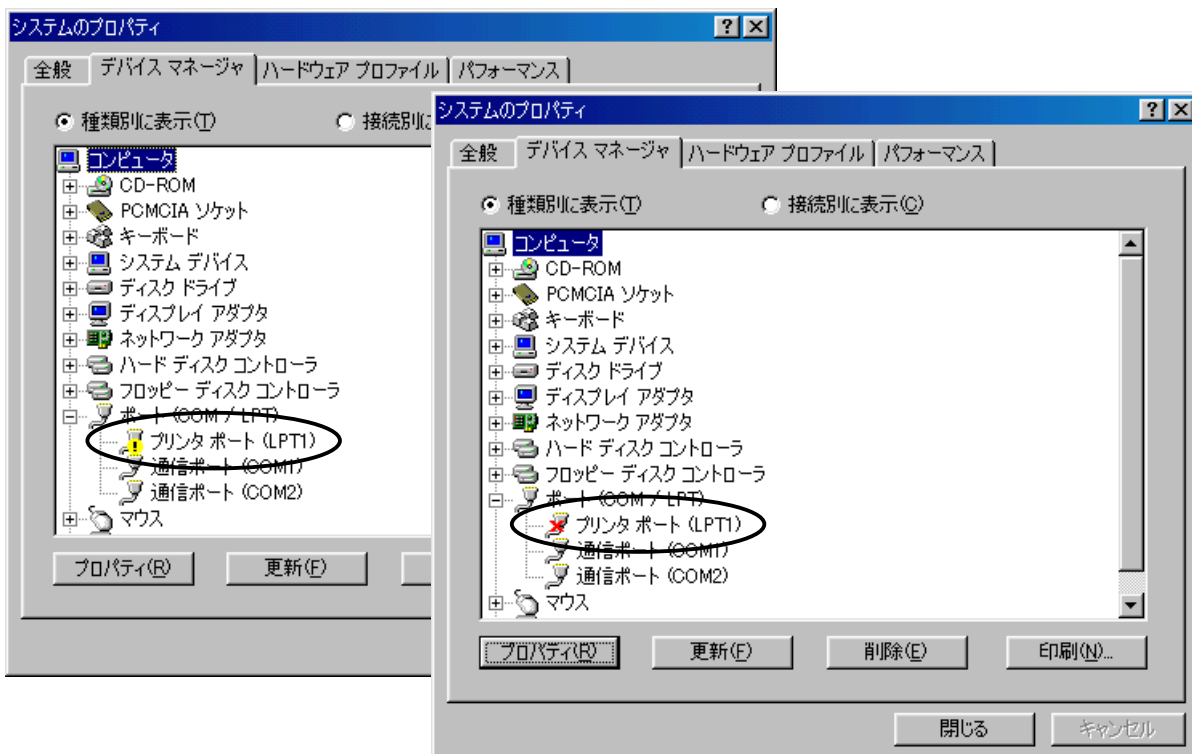 システムのプロパティ
全般 デバイス マネージャ ハードウェア プロファイル パフォーマンス
種類別に表示(T) 接続別に
コンピュータ
CD-ROM
PCMCIA ソケット
キーボード
システム デバイス
ディスク ドライブ
ディスプレイ アダプタ
ネットワーク アダプタ
ハード ディスク コントローラ
フロッピー ディスク コントローラ
ポート (COM / LPT)
プリンタ ポート (LPT1)
通信ポート (COM1)
通信ポート (COM2)
マウス
プロパティ(R) 更新(F)
システムのプロパティ
全般 デバイス マネージャ ハードウェア プロファイル パフォーマンス
種類別に表示(T) 接続別に表示(C)
コンピュータ
CD-ROM
PCMCIA ソケット
キーボード
システム デバイス
ディスク ドライブ
ディスプレイ アダプタ
ネットワーク アダプタ
ハード ディスク コントローラ
フロッピー ディスク コントローラ
ポート (COM / LPT)
プリンタ ポート (LPT1)
通信ポート (COM1)
通信ポート (COM2)
マウス
プロパティ(R) 更新(F) 削除(E) 印刷(N)...
閉じる キャンセル